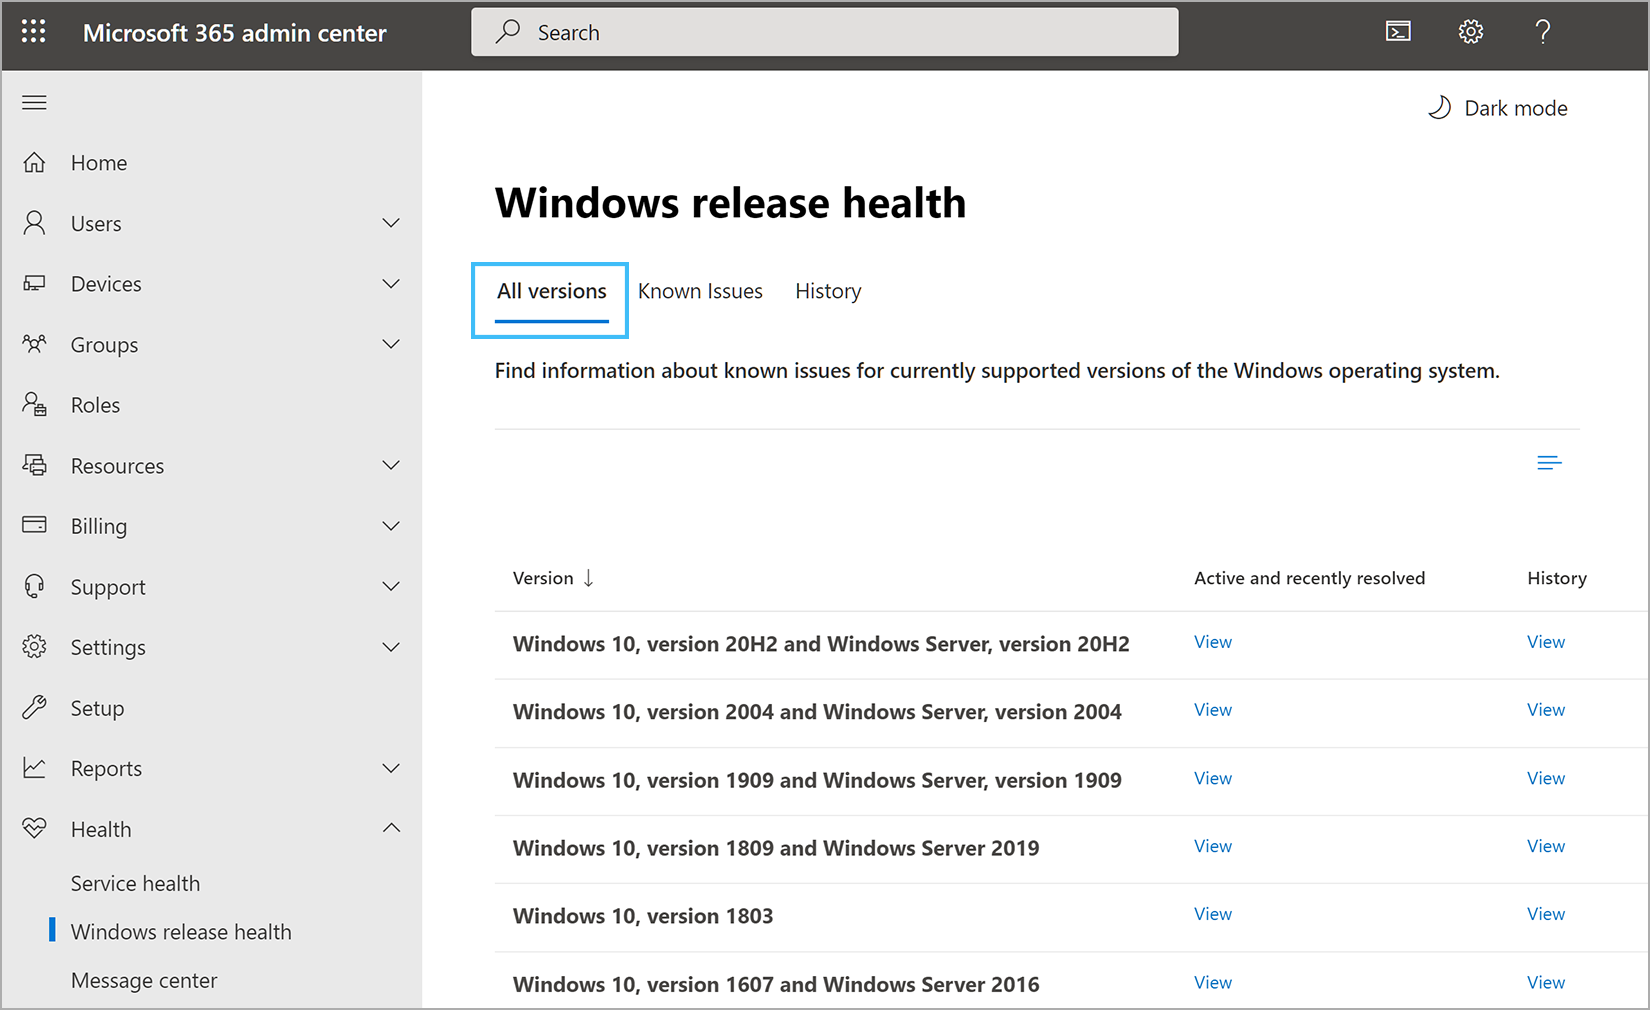 Microsoft 365 admin center
Search
Dark mode
Home
Users
Devices
Groups
Roles
Resources
Billing
Support
Settings
Setup
Reports
Health
Service health
Windows release health
Message center
Windows release health
All versions Known Issues History
Find information about known issues for currently supported versions of the Windows operating system.
Version ↓ Active and recently resolved History
Windows 10, version 20H2 and Windows Server, version 20H2 View View
Windows 10, version 2004 and Windows Server, version 2004 View View
Windows 10, version 1909 and Windows Server, version 1909 View View
Windows 10, version 1809 and Windows Server 2019 View View
Windows 10, version 1803 View View
Windows 10, version 1607 and Windows Server 2016 View View